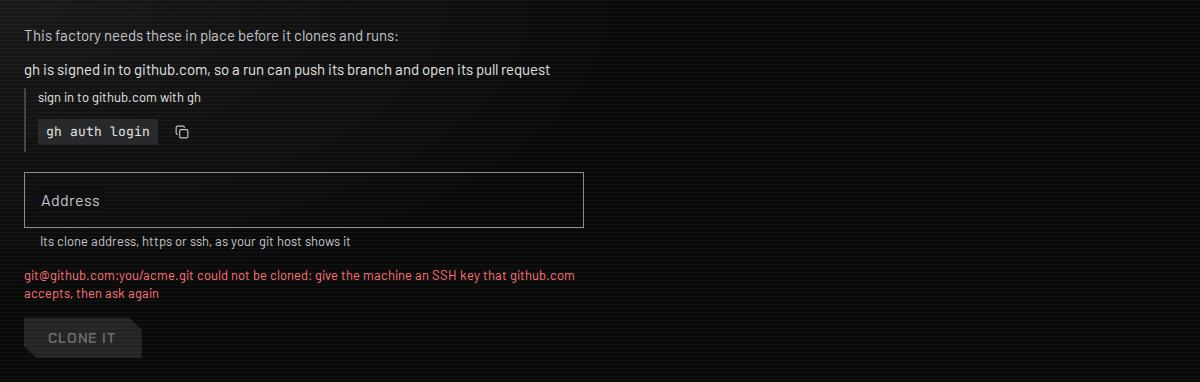 This factory needs these in place before it clones and runs:
gh is signed in to github.com, so a run can push its branch and open its pull request
sign in to github.com with gh
gh auth login
Address
Its clone address, https or ssh, as your git host shows it
git@github.com:you/acme.git could not be cloned: give the machine an SSH key that github.com
accepts, then ask again
CLONE IT